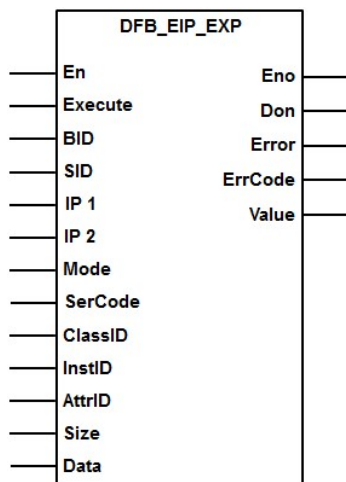 DFB_EIP_EXP
En
Eno
Execute
Don
BID
Error
SID
ErrCode
IP 1
Value
IP 2
Mode
SerCode
ClassID
InstID
AttrID
Size
Data